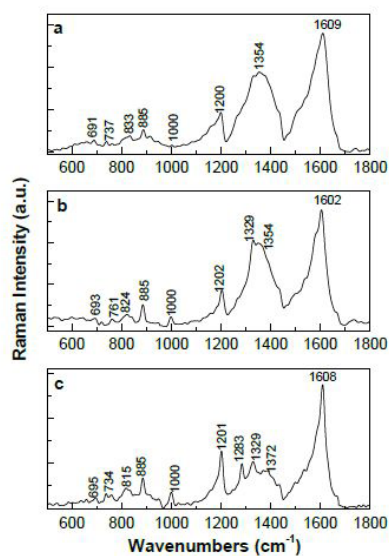 a
691 737 833 885 1000 1200 1354 1609
500 600 800 1000 1200 1400 1600 1800
b
693 761 824 885 1000 1202 1329 1354 1602
600 800 1000 1200 1400 1600 1800
c
695 734 815 885 1000 1201 1283 1329 1372 1608
600 800 1000 1200 1400 1600 1800
Raman Intensity (a.u.)
Wavenumbers (cm⁻¹)